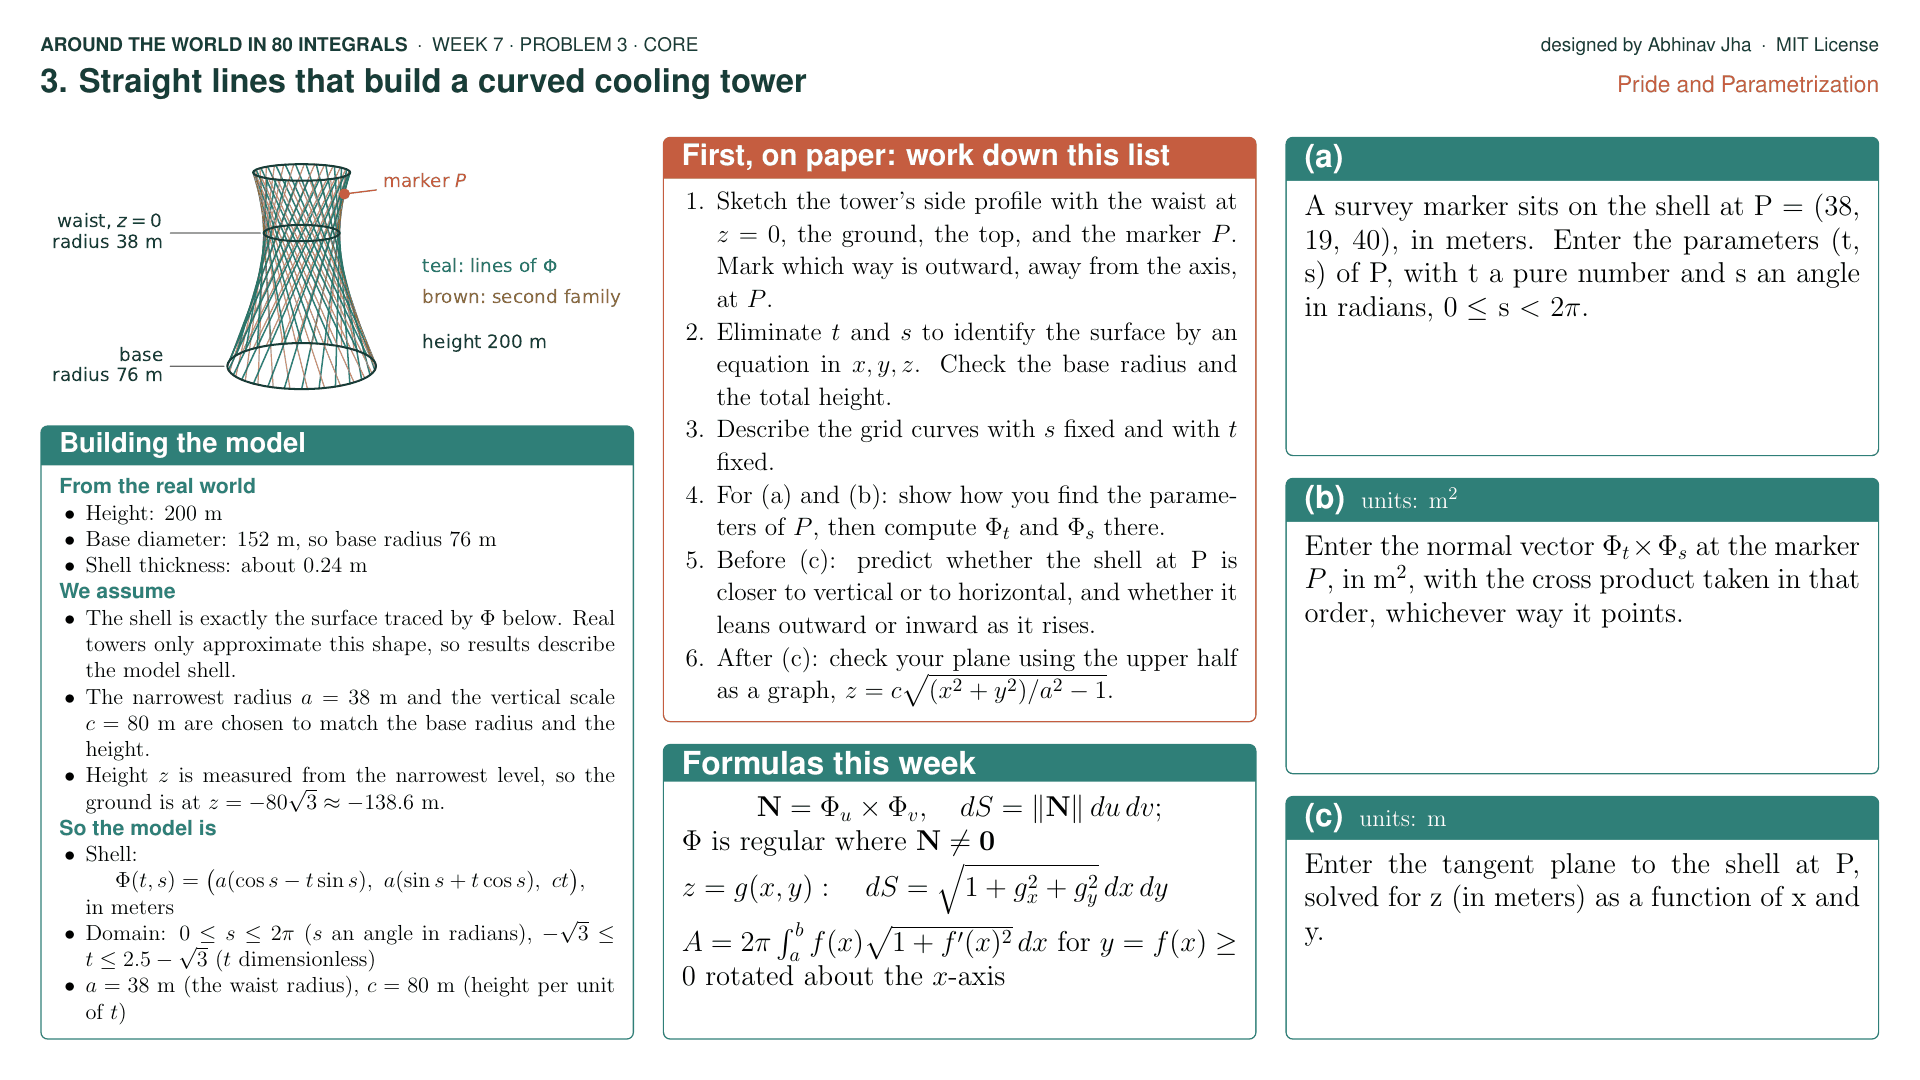 AROUND THE WORLD IN 80 INTEGRALS · WEEK 7 · PROBLEM 3 · CORE
designed by Abhinav Jha · MIT License
3. Straight lines that build a curved cooling tower
Pride and Parametrization
marker P
waist, z = 0
radius 38 m
teal: lines of Φ
brown: second family
height 200 m
base
radius 76 m
Building the model
From the real world
• Height: 200 m
• Base diameter: 152 m, so base radius 76 m
• Shell thickness: about 0.24 m
We assume
• The shell is exactly the surface traced by Φ below. Real
towers only approximate this shape, so results describe
the model shell.
• The narrowest radius a = 38 m and the vertical scale
c = 80 m are chosen to match the base radius and the
height.
• Height z is measured from the narrowest level, so the
ground is at z = −80√3 ≈ −138.6 m.
So the model is
• Shell:
Φ(t, s) = (a(cos s − t sin s), a(sin s + t cos s), ct),
in meters
• Domain: 0 ≤ s ≤ 2π (s an angle in radians), −√3 ≤
t ≤ 2.5 − √3 (t dimensionless)
• a = 38 m (the waist radius), c = 80 m (height per unit
of t)
First, on paper: work down this list
1. Sketch the tower's side profile with the waist at
z = 0, the ground, the top, and the marker P.
Mark which way is outward, away from the axis,
at P.
2. Eliminate t and s to identify the surface by an
equation in x, y, z. Check the base radius and
the total height.
3. Describe the grid curves with s fixed and with t
fixed.
4. For (a) and (b): show how you find the parame-
ters of P, then compute Φₜ and Φₛ there.
5. Before (c): predict whether the shell at P is
closer to vertical or to horizontal, and whether it
leans outward or inward as it rises.
6. After (c): check your plane using the upper half
as a graph, z = c√((x² + y²)/a² − 1).
Formulas this week
N = Φᵤ × Φᵥ, dS = ‖N‖ du dv;
Φ is regular where N ≠ 0
z = g(x, y) : dS = √(1 + gₓ² + g_y²) dx dy
A = 2π ∫ₐᵇ f(x)√(1 + f′(x)²) dx for y = f(x) ≥
0 rotated about the x-axis
(a)
A survey marker sits on the shell at P = (38,
19, 40), in meters. Enter the parameters (t,
s) of P, with t a pure number and s an angle
in radians, 0 ≤ s < 2π.
(b) units: m²
Enter the normal vector Φₜ × Φₛ at the marker
P, in m², with the cross product taken in that
order, whichever way it points.
(c) units: m
Enter the tangent plane to the shell at P,
solved for z (in meters) as a function of x and
y.